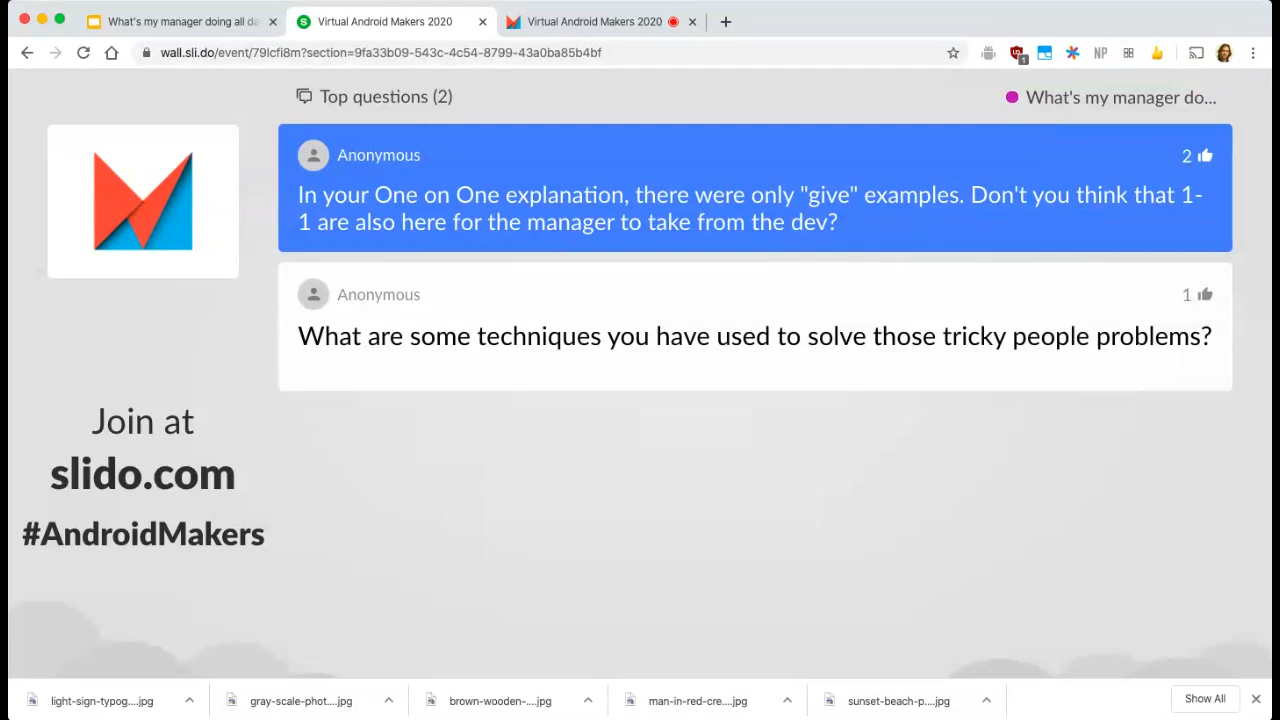 What's my manager doing all da
Virtual Android Makers 2020
Virtual Android Makers 2020
wall.sli.do/event/79lcfi8m?section=9fa33b09-543c-4c54-8799-43a0ba85b4bf
1
NP
Top questions (2)
What's my manager do...
Anonymous
2
In your One on One explanation, there were only "give" examples. Don't you think that 1-
1 are also here for the manager to take from the dev?
Anonymous
1
What are some techniques you have used to solve those tricky people problems?
Join at
slido.com
#AndroidMakers
light-sign-typog....jpg
gray-scale-phot....jpg
brown-wooden-....jpg
man-in-red-cre....jpg
sunset-beach-p....jpg
Show All